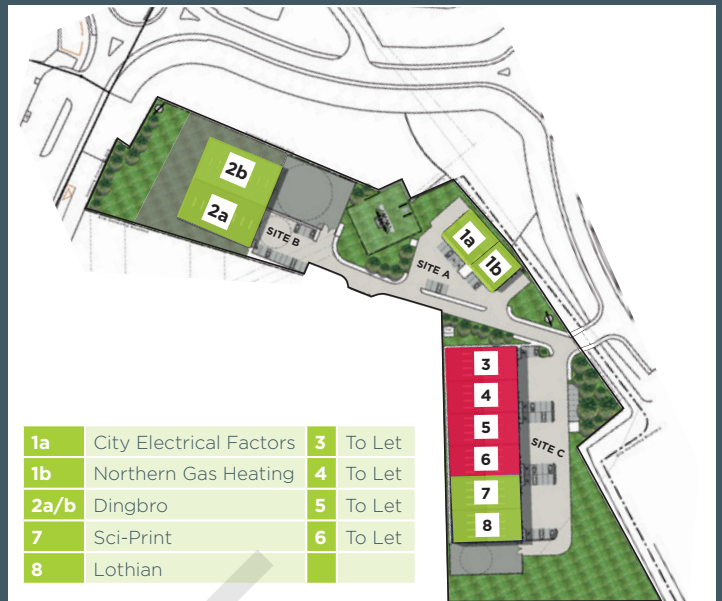 2b
2a
SITE B
1a
1b
SITE A
3
4
5
6
7
8
SITE C
1a City Electrical Factors 3 To Let
1b Northern Gas Heating 4 To Let
2a/b Dingbro 5 To Let
7 Sci-Print 6 To Let
8 Lothian